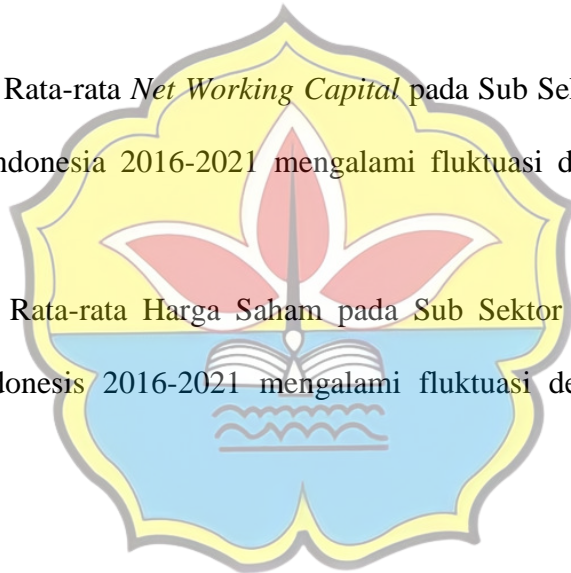 Rata-rata Net Working Capital pada Sub Sek
ndonesia 2016-2021 mengalami fluktuasi d
Rata-rata Harga Saham pada Sub Sektor
donesis 2016-2021 mengalami fluktuasi de